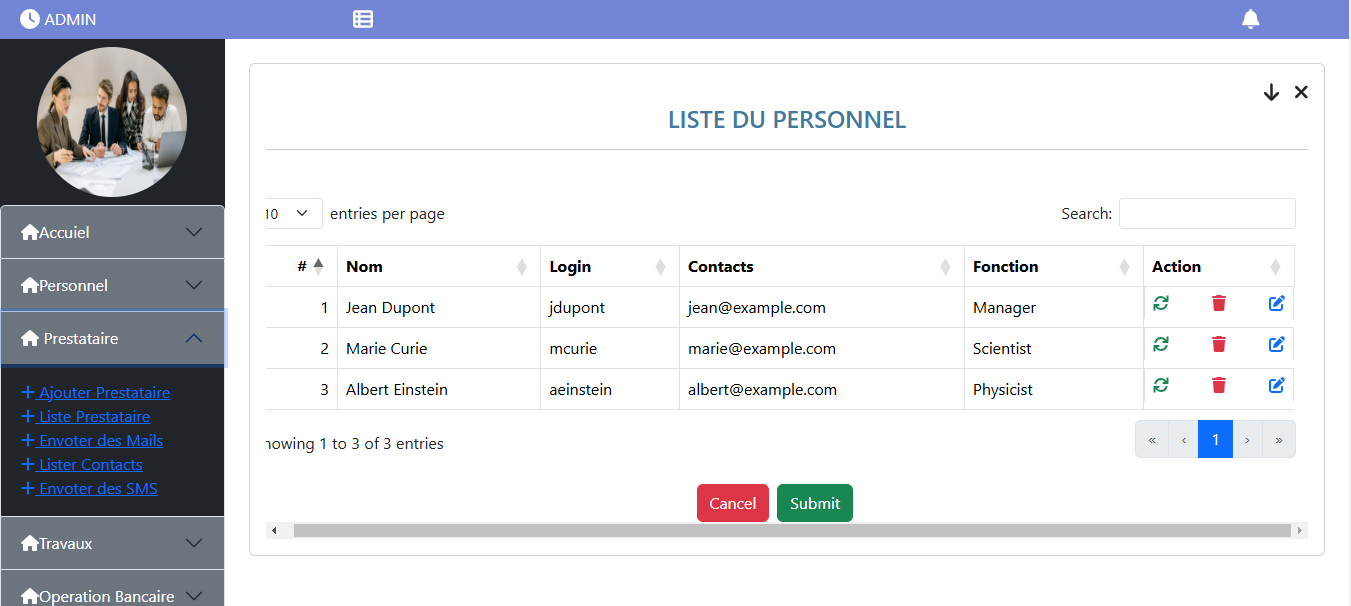 ADMIN
LISTE DU PERSONNEL
Accuiel
Personnel
Prestataire
Ajouter Prestataire
Liste Prestataire
Envoter des Mails
Lister Contacts
Envoter des SMS
Travaux
Operation Bancaire
10 entries per page Search:
# Nom Login Contacts Fonction Action
1 Jean Dupont jdupont jean@example.com Manager
2 Marie Curie mcurie marie@example.com Scientist
3 Albert Einstein aeinstein albert@example.com Physicist
howing 1 to 3 of 3 entries « ‹ 1 › »
Cancel Submit